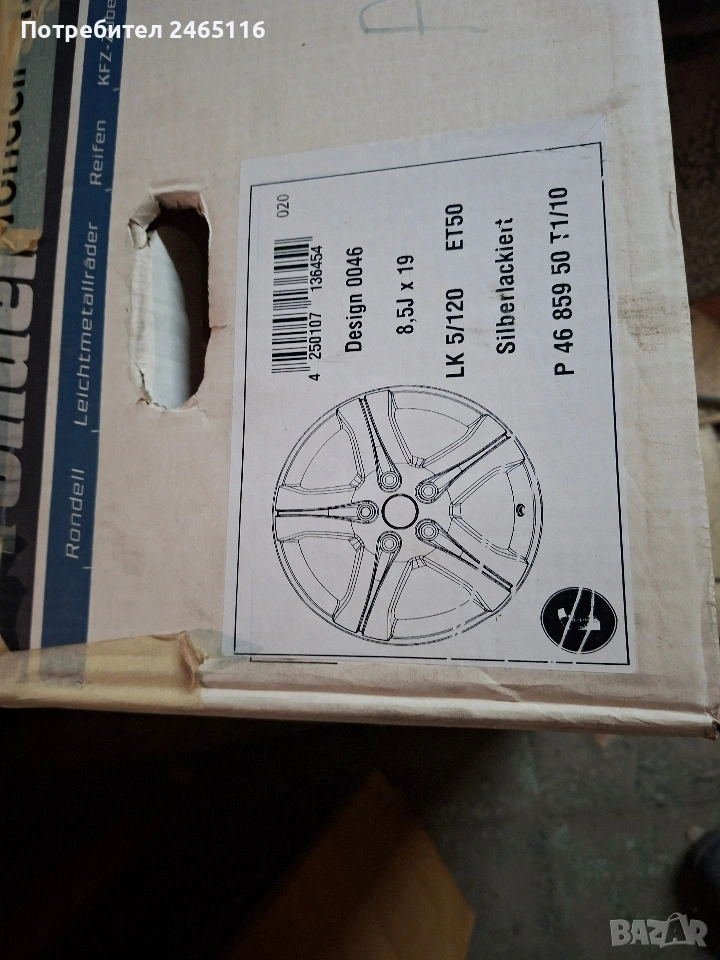 Потребител 2465116
Rondell Leichtmetallräder Reifen
020
4 250107 136454
Design 0046
8,5J x 19
LK 5/120 ET50
Silberlackiert
P 46 859 50 T1/10
BAZAR